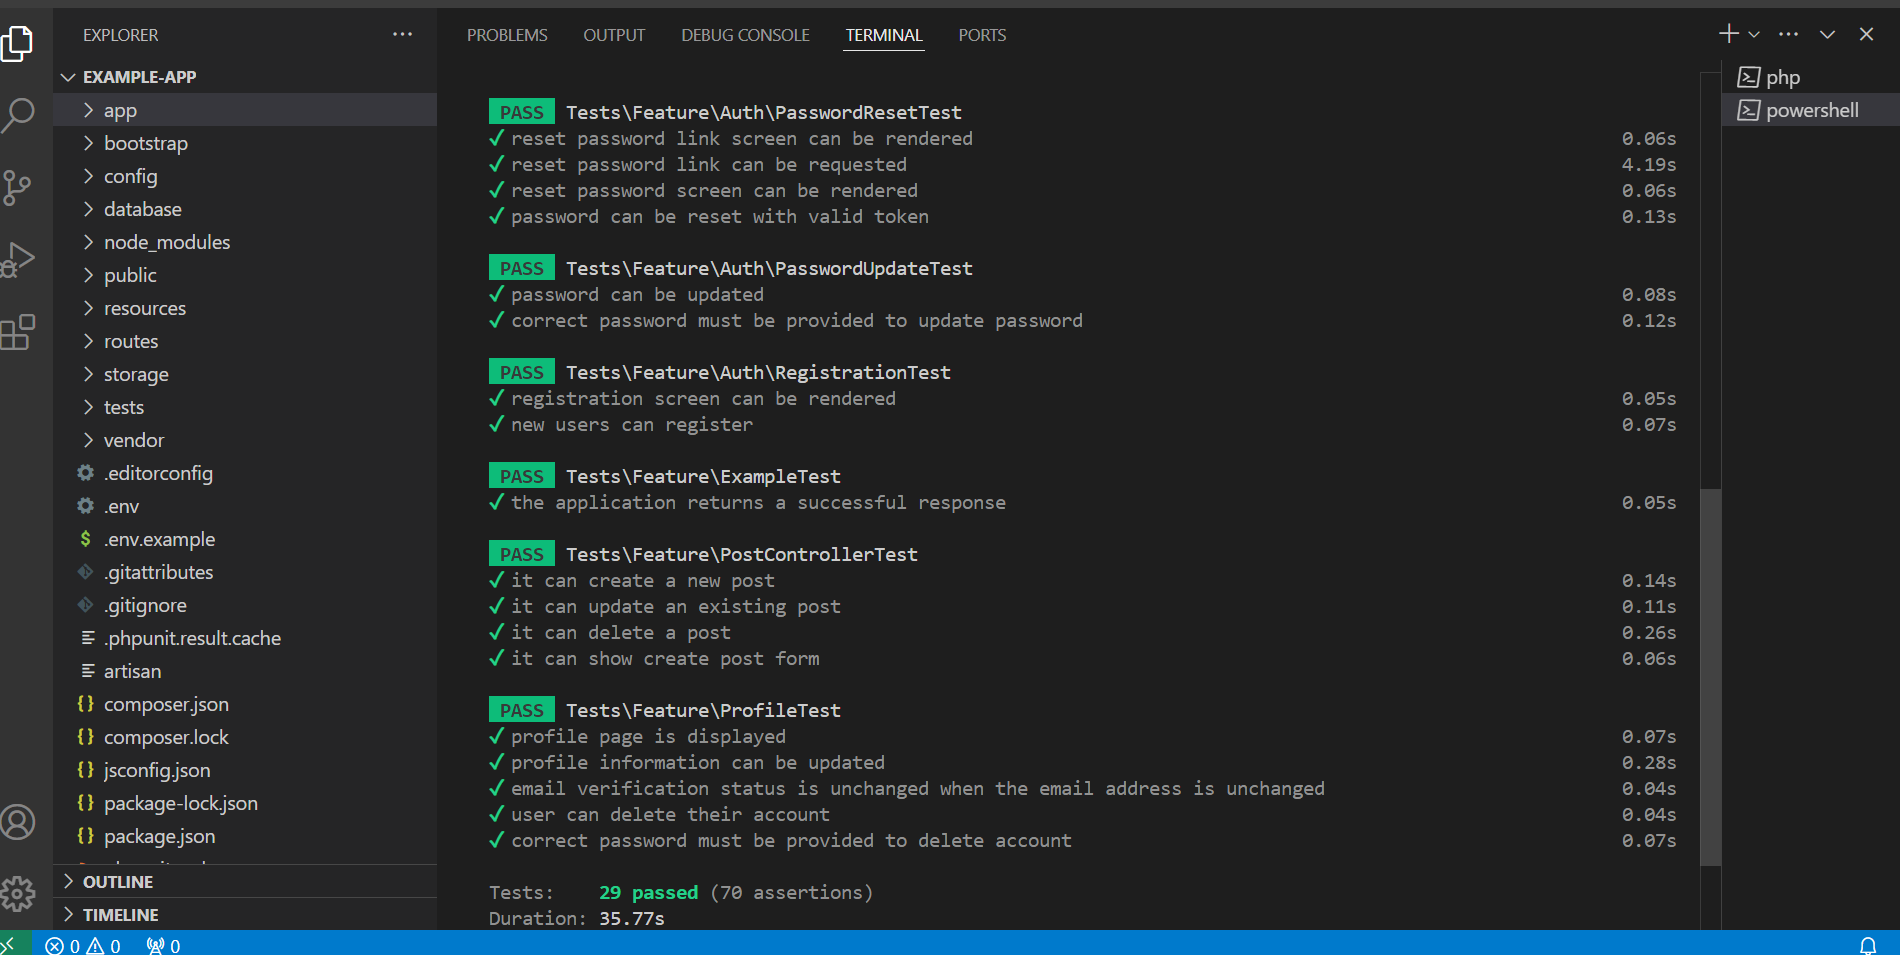 EXPLORER
EXAMPLE-APP
app
bootstrap
config
database
node_modules
public
resources
routes
storage
tests
vendor
.editorconfig
.env
.env.example
.gitattributes
.gitignore
.phpunit.result.cache
artisan
composer.json
composer.lock
jsconfig.json
package-lock.json
package.json
OUTLINE
TIMELINE
PROBLEMS OUTPUT DEBUG CONSOLE TERMINAL PORTS
PASS Tests\Feature\Auth\PasswordResetTest
✓ reset password link screen can be rendered 0.06s
✓ reset password link can be requested 4.19s
✓ reset password screen can be rendered 0.06s
✓ password can be reset with valid token 0.13s
PASS Tests\Feature\Auth\PasswordUpdateTest
✓ password can be updated 0.08s
✓ correct password must be provided to update password 0.12s
PASS Tests\Feature\Auth\RegistrationTest
✓ registration screen can be rendered 0.05s
✓ new users can register 0.07s
PASS Tests\Feature\ExampleTest
✓ the application returns a successful response 0.05s
PASS Tests\Feature\PostControllerTest
✓ it can create a new post 0.14s
✓ it can update an existing post 0.11s
✓ it can delete a post 0.26s
✓ it can show create post form 0.06s
PASS Tests\Feature\ProfileTest
✓ profile page is displayed 0.07s
✓ profile information can be updated 0.28s
✓ email verification status is unchanged when the email address is unchanged 0.04s
✓ user can delete their account 0.04s
✓ correct password must be provided to delete account 0.07s
Tests: 29 passed (70 assertions)
Duration: 35.77s
php
powershell
0 0 0